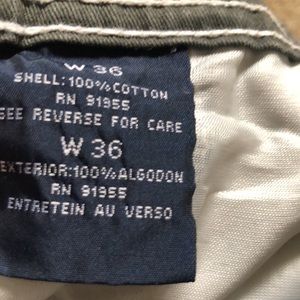 W 36
SHELL:100%COTTON
RN 91955
SEE REVERSE FOR CARE
W 36
EXTERIOR:100%ALGODON
RN 91955
ENTRETEIN AU VERSO